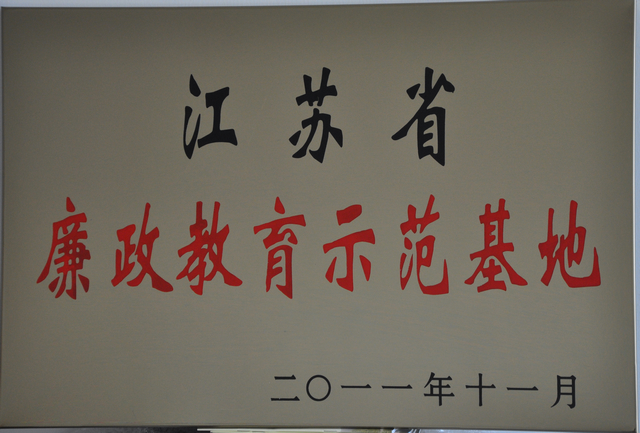 江苏省
廉政教育示范基地
二〇一一年十一月